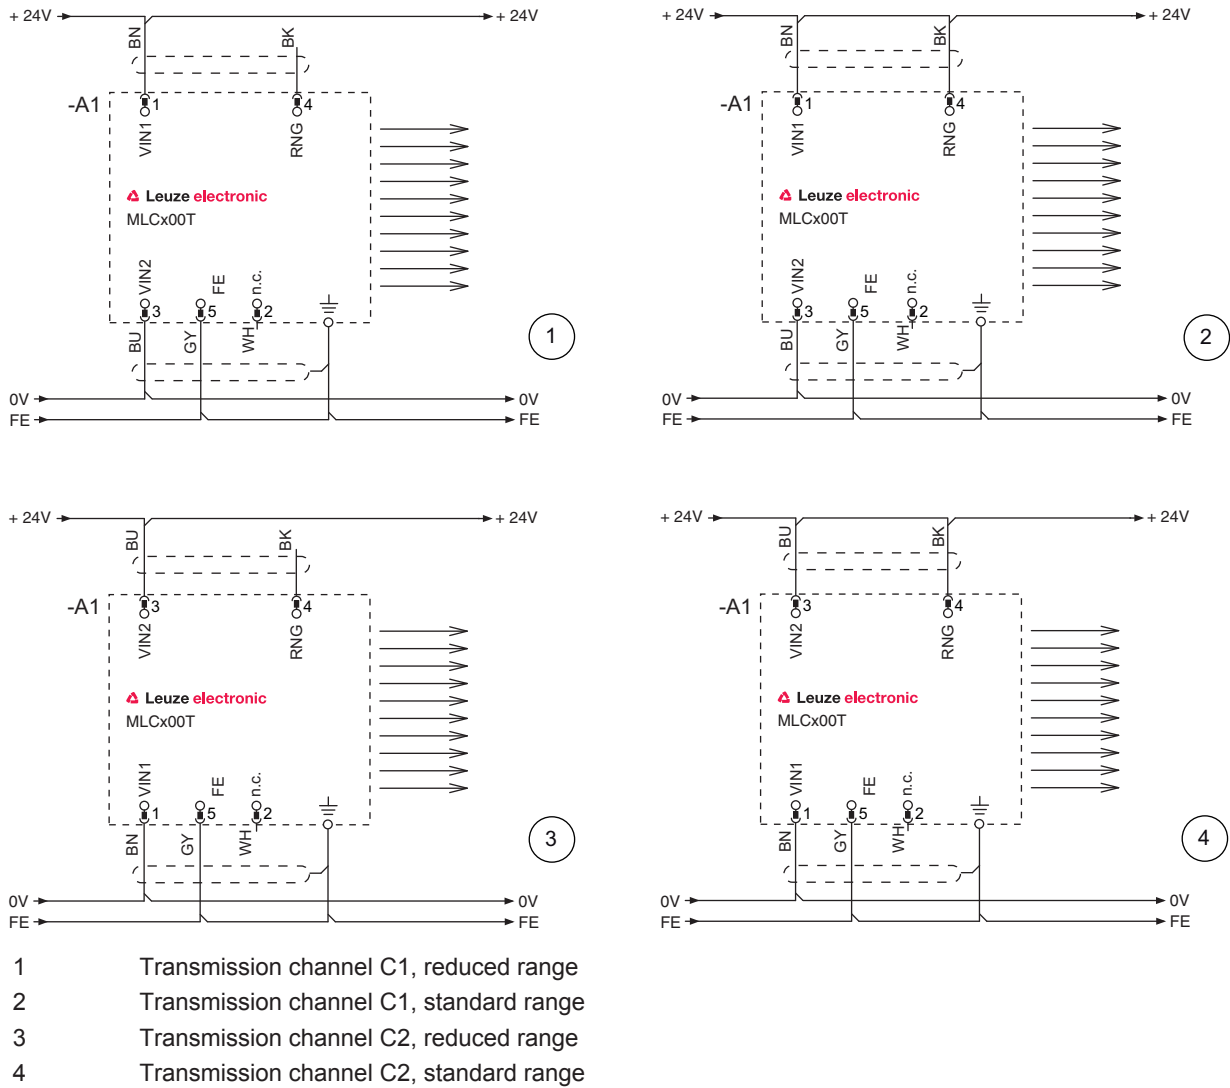 + 24V
+ 24V
BN
BK
-A1
1
4
VIN1
RNG
Leuze electronic
MLCx00T
VIN2
FE
n.c.
3
5
2
BU
GY
WH
1
0V
0V
FE
FE
+ 24V
+ 24V
BN
BK
-A1
1
4
VIN1
RNG
Leuze electronic
MLCx00T
VIN2
FE
n.c.
3
5
2
BU
GY
WH
2
0V
0V
FE
FE
+ 24V
+ 24V
BU
BK
-A1
3
4
VIN2
RNG
Leuze electronic
MLCx00T
VIN1
FE
n.c.
1
5
2
BN
GY
WH
3
0V
0V
FE
FE
+ 24V
+ 24V
BU
BK
-A1
3
4
VIN2
RNG
Leuze electronic
MLCx00T
VIN1
FE
n.c.
1
5
2
BN
GY
WH
4
0V
0V
FE
FE
1 Transmission channel C1, reduced range
2 Transmission channel C1, standard range
3 Transmission channel C2, reduced range
4 Transmission channel C2, standard range